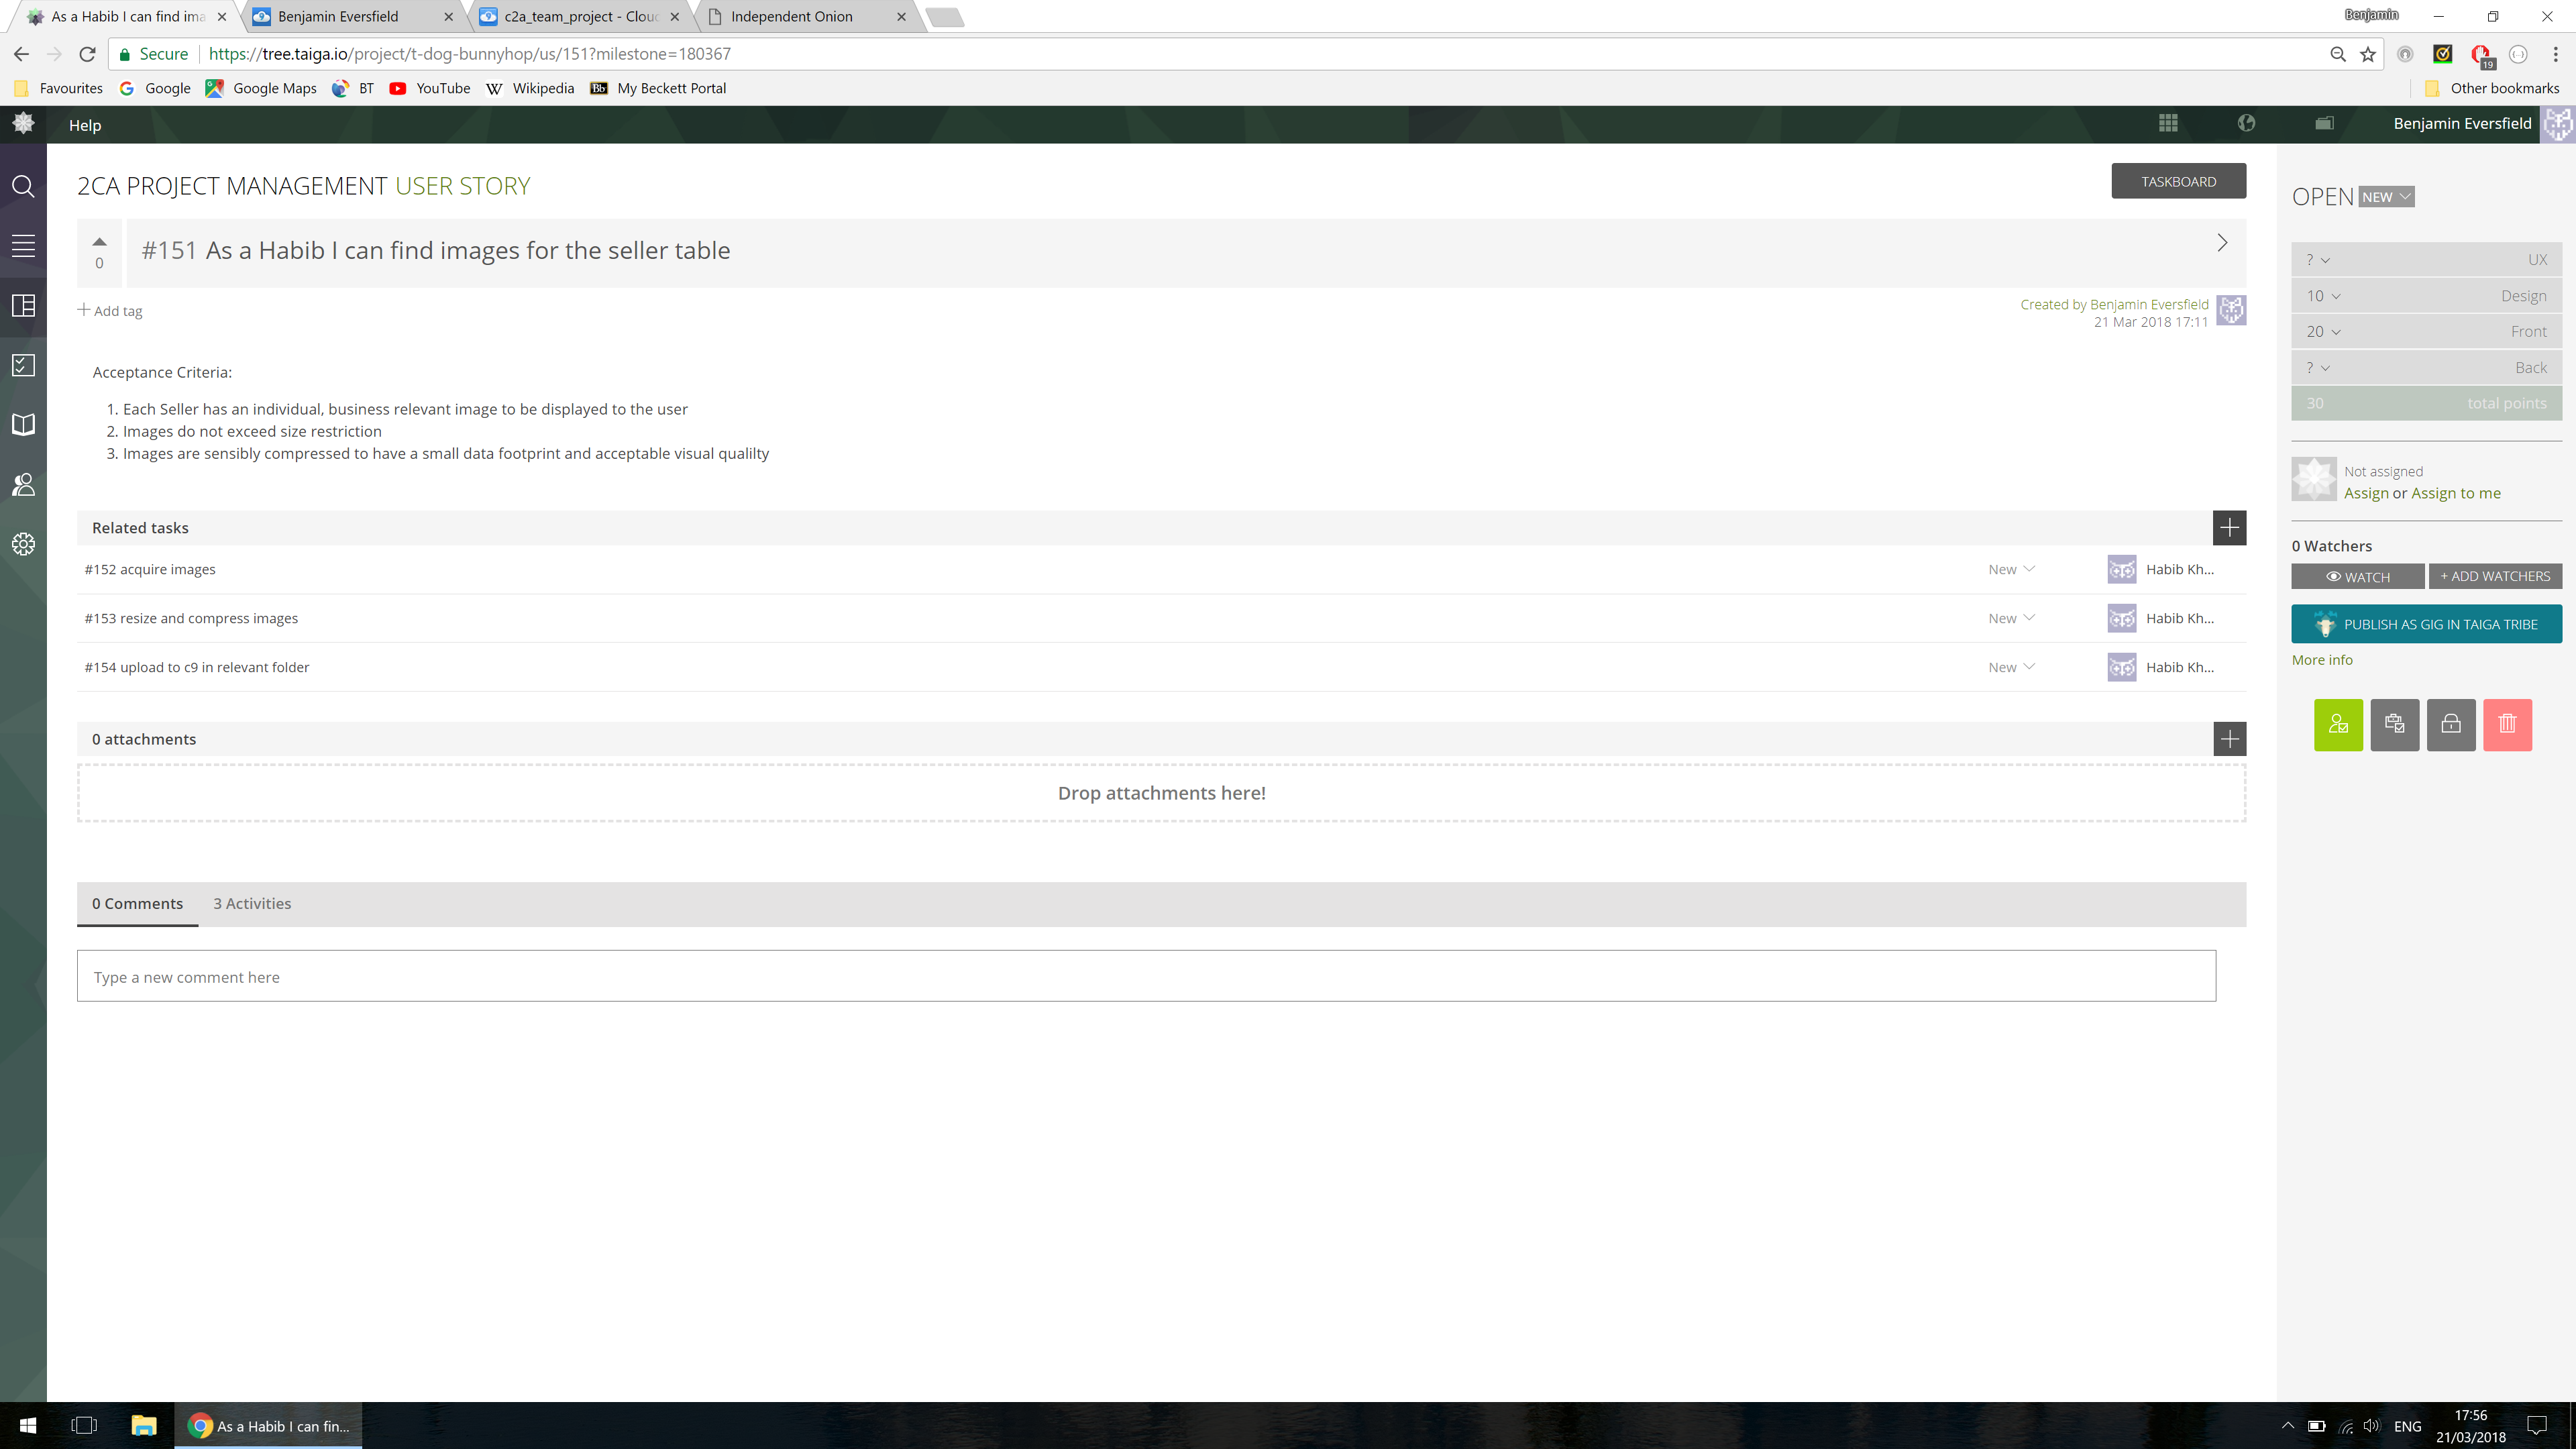 As a Habib I can find ima
Benjamin Eversfield
c2a_team_project - Clou
Independent Onion
Benjamin
Secure
https://tree.taiga.io/project/t-dog-bunnyhop/us/151?milestone=180367
19
Favourites
Google
Google Maps
BT
YouTube
W Wikipedia
Bb My Beckett Portal
Other bookmarks
Help
Benjamin Eversfield
2CA PROJECT MANAGEMENT USER STORY
TASKBOARD
0
#151 As a Habib I can find images for the seller table
Add tag
Created by Benjamin Eversfield
21 Mar 2018 17:11
Acceptance Criteria:
1. Each Seller has an individual, business relevant image to be displayed to the user
2. Images do not exceed size restriction
3. Images are sensibly compressed to have a small data footprint and acceptable visual qualilty
Related tasks
#152 acquire images New Habib Kh...
#153 resize and compress images New Habib Kh...
#154 upload to c9 in relevant folder New Habib Kh...
0 attachments
Drop attachments here!
0 Comments 3 Activities
Type a new comment here
OPEN NEW
? UX
10 Design
20 Front
? Back
30 total points
Not assigned
Assign or Assign to me
0 Watchers
WATCH
+ ADD WATCHERS
PUBLISH AS GIG IN TAIGA TRIBE
More info
As a Habib I can fin...
ENG
17:56
21/03/2018